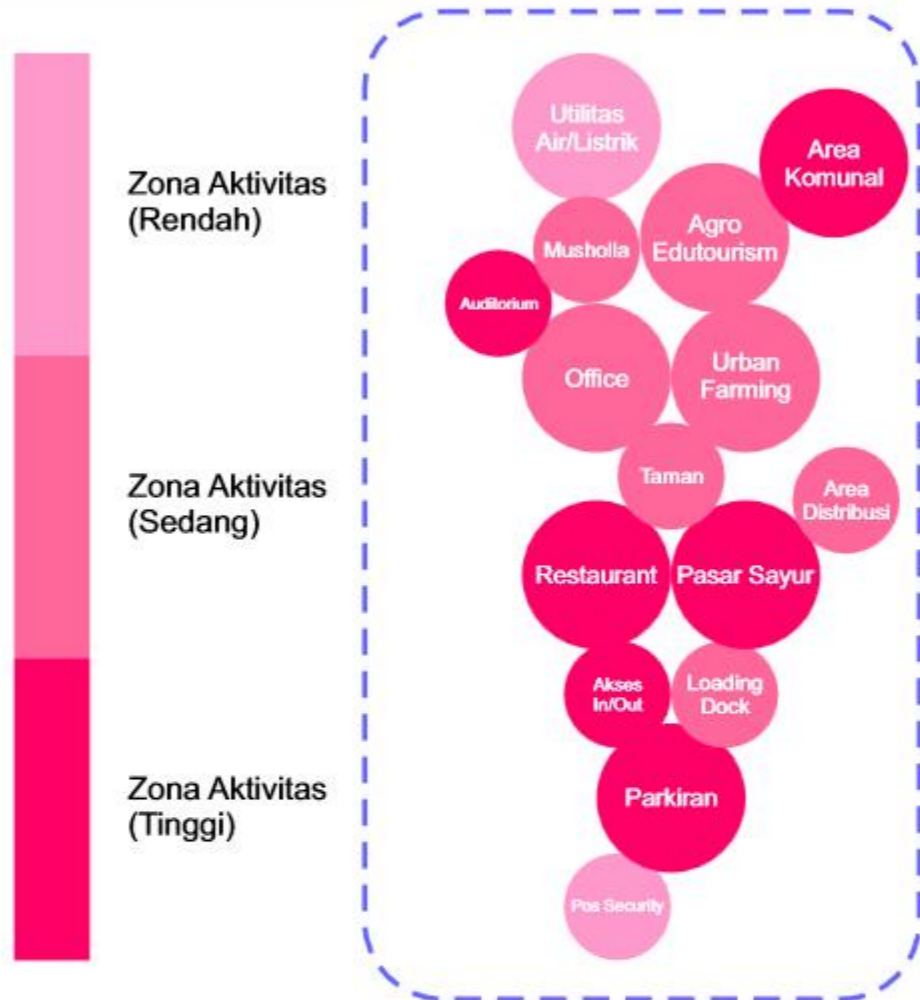 Zona Aktivitas
(Rendah)
Zona Aktivitas
(Sedang)
Zona Aktivitas
(Tinggi)
Utilitas
Air/Listrik
Area
Komunal
Agro
Edutourism
Musholla
Auditorium
Office
Urban
Farming
Taman
Area
Distribusi
Restaurant
Pasar Sayur
Akses
In/Out
Loading
Dock
Parkiran
Pos Security